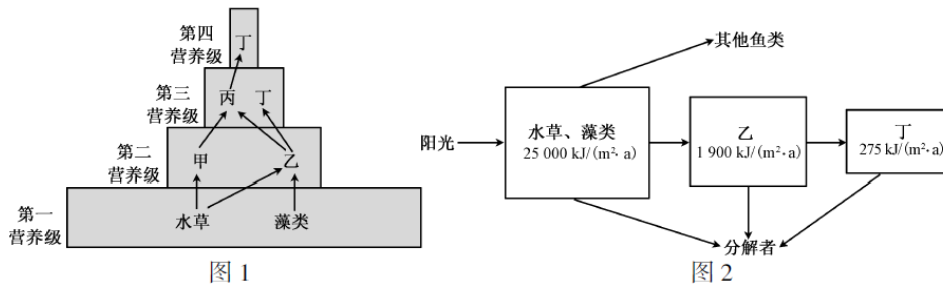 第四
营养级
丁
第三
营养级
丙 丁
第二
营养级
甲
乙
第一
营养级
水草
藻类
图1
其他鱼类
阳光
水草、藻类
25 000 kJ/(m²· a)
乙
1 900 kJ/(m²· a)
丁
275 kJ/(m²· a)
分解者
图2